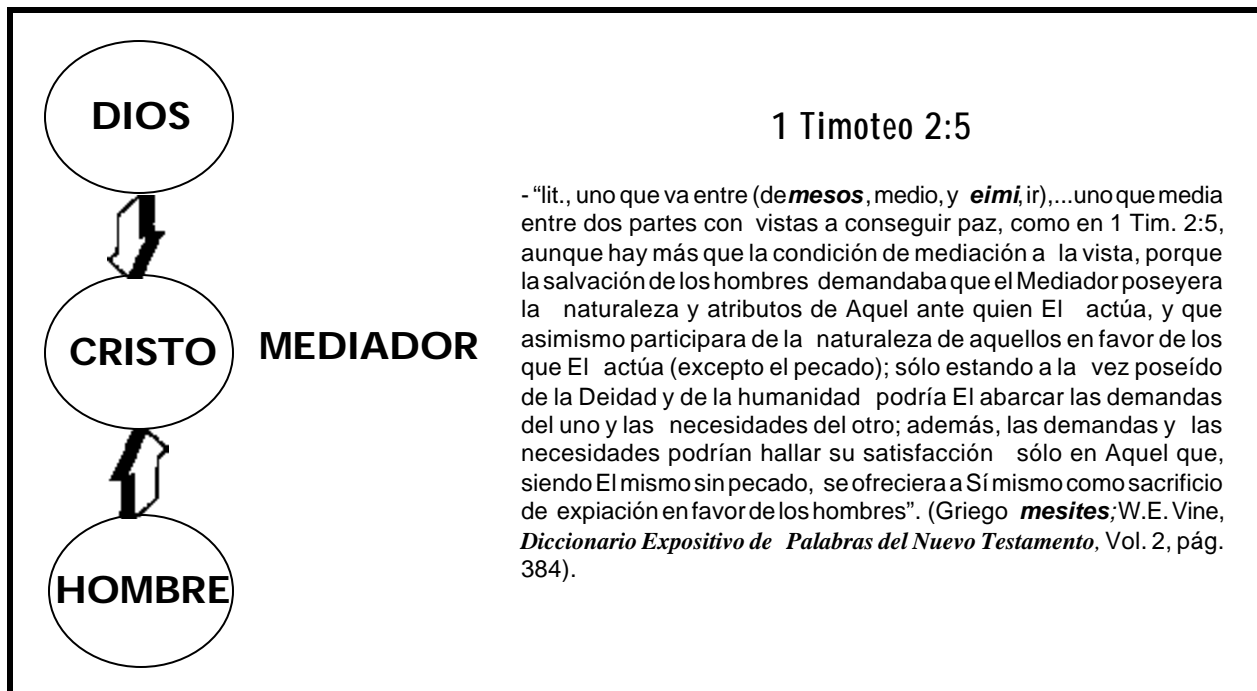 DIOS
CRISTO
MEDIADOR
HOMBRE
1 Timoteo 2:5
- “lit., uno que va entre (de mesos, medio, y eimi, ir),...uno que media
entre dos partes con vistas a conseguir paz, como en 1 Tim. 2:5,
aunque hay más que la condición de mediación a la vista, porque
la salvación de los hombres demandaba que el Mediador poseyera
la naturaleza y atributos de Aquel ante quien El actúa, y que
asimismo participara de la naturaleza de aquellos en favor de los
que El actúa (excepto el pecado); sólo estando a la vez poseído
de la Deidad y de la humanidad podría El abarcar las demandas
del uno y las necesidades del otro; además, las demandas y las
necesidades podrían hallar su satisfacción sólo en Aquel que,
siendo El mismo sin pecado, se ofreciera a Sí mismo como sacrificio
de expiación en favor de los hombres”. (Griego mesites; W.E. Vine,
Diccionario Expositivo de Palabras del Nuevo Testamento, Vol. 2, pág.
384).